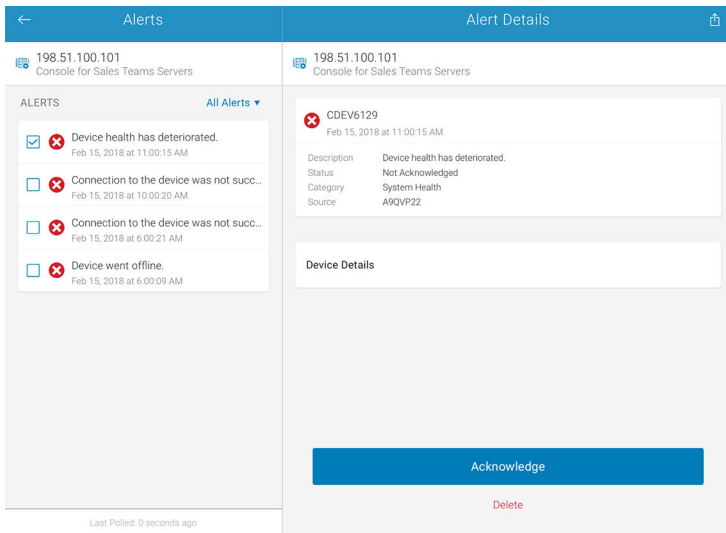 Alerts
198.51.100.101
Console for Sales Teams Servers
ALERTS
All Alerts
Device health has deteriorated.
Feb 15, 2018 at 11:00:15 AM
Connection to the device was not succ...
Feb 15, 2018 at 10:00:20 AM
Connection to the device was not succ...
Feb 15, 2018 at 6:00:21 AM
Device went offline.
Feb 15, 2018 at 6:00:09 AM
Last Polled: 0 seconds ago
Alert Details
198.51.100.101
Console for Sales Teams Servers
CDEV6129
Feb 15, 2018 at 11:00:15 AM
Description Device health has deteriorated.
Status Not Acknowledged
Category System Health
Source A9QVP22
Device Details
Acknowledge
Delete